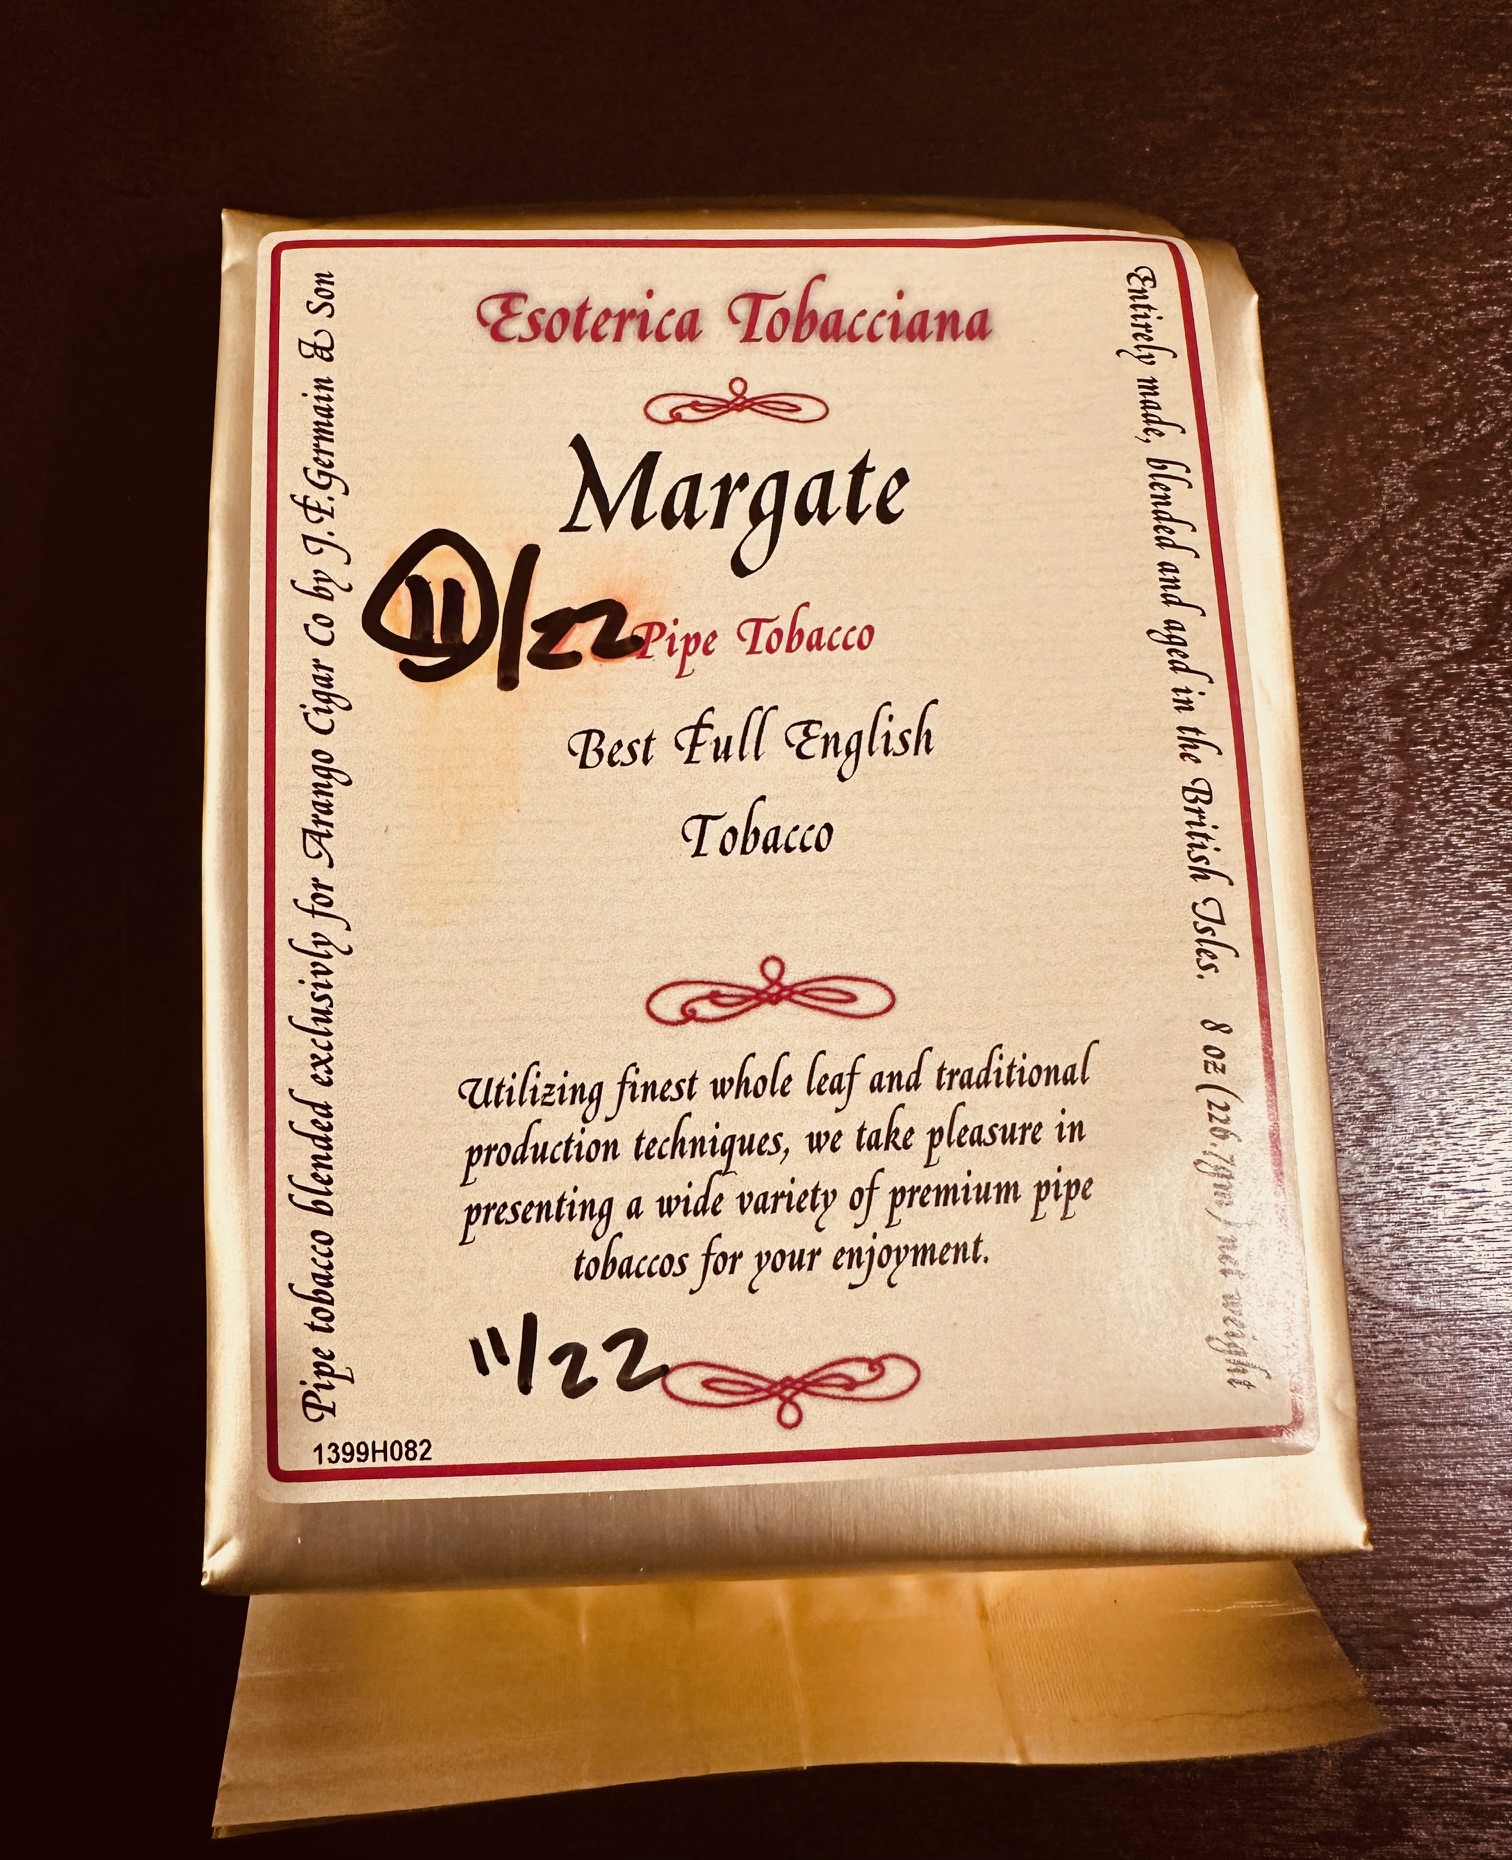 Esoterica Tobacciana
Margate
11/22
Pipe Tobacco
Best Full English
Tobacco
Utilizing finest whole leaf and traditional
production techniques, we take pleasure in
presenting a wide variety of premium pipe
tobaccos for your enjoyment.
11/22
1399H082
Pipe tobacco blended exclusivly for Arango Cigar Co by J.F.Germain & Son
Entirely made, blended and aged in the British Isles. 8 oz (226.7gm) net weight